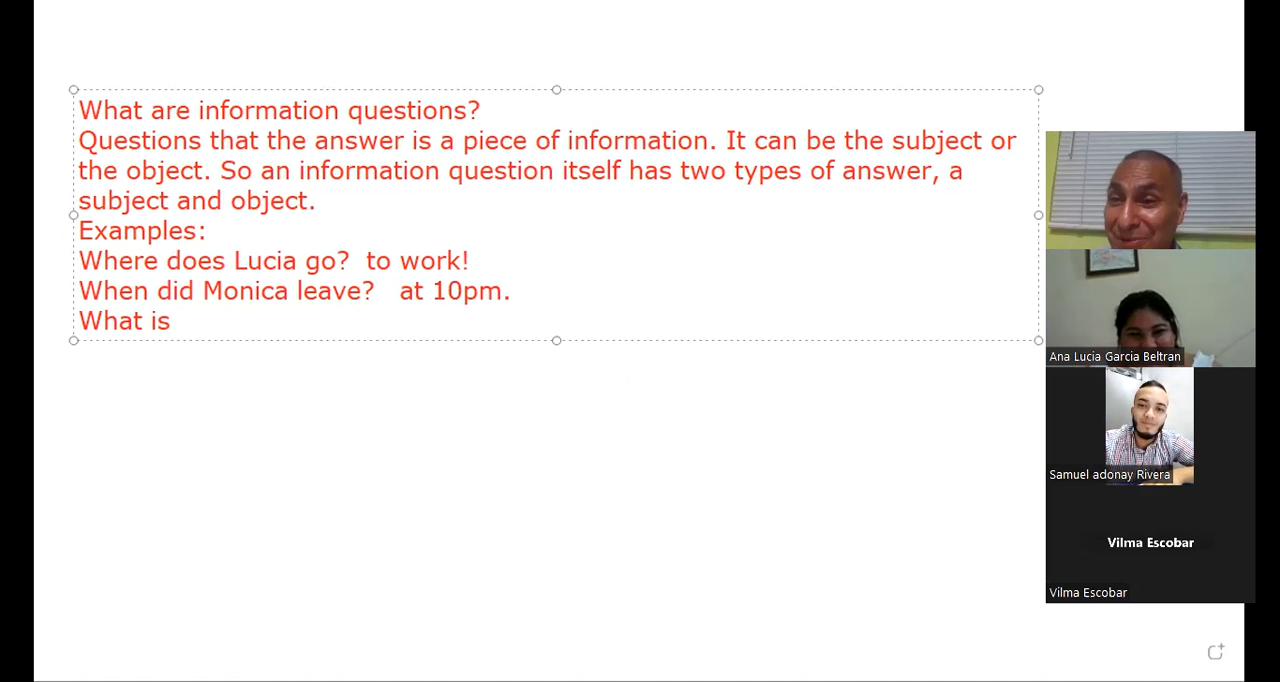 What are information questions?
Questions that the answer is a piece of information. It can be the subject or
the object. So an information question itself has two types of answer, a
subject and object.
Examples:
Where does Lucia go?  to work!
When did Monica leave?   at 10pm.
What is
Ana Lucia Garcia Beltran
Samuel adonay Rivera
Vilma Escobar
Vilma Escobar